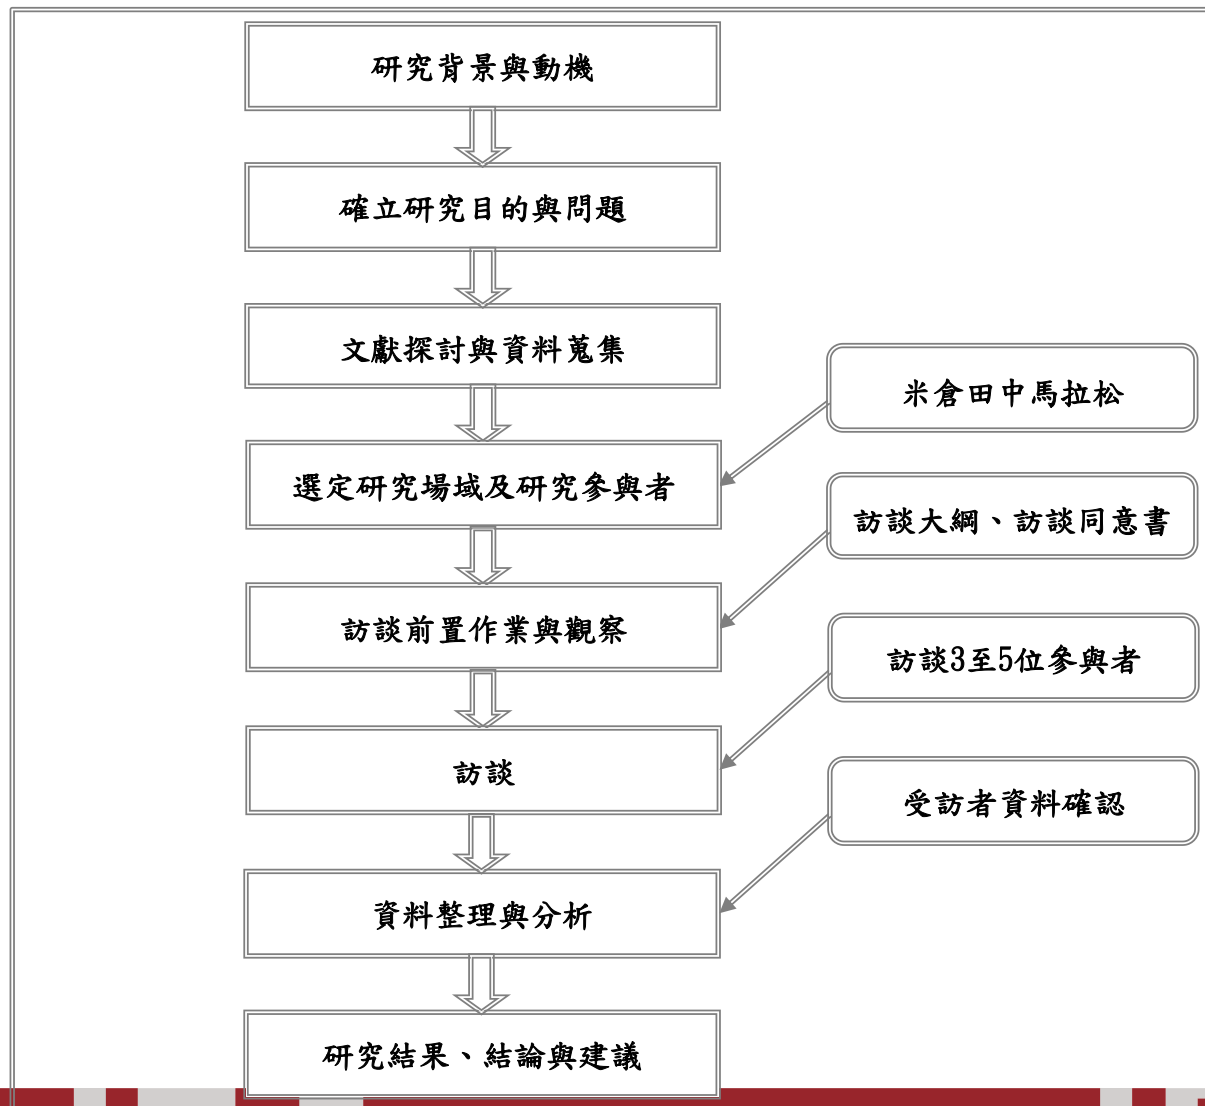 研究背景與動機
確立研究目的與問題
文獻探討與資料蒐集
米倉田中馬拉松
選定研究場域及研究參與者
訪談大綱、訪談同意書
訪談前置作業與觀察
訪談3至5位參與者
訪談
受訪者資料確認
資料整理與分析
研究結果、結論與建議